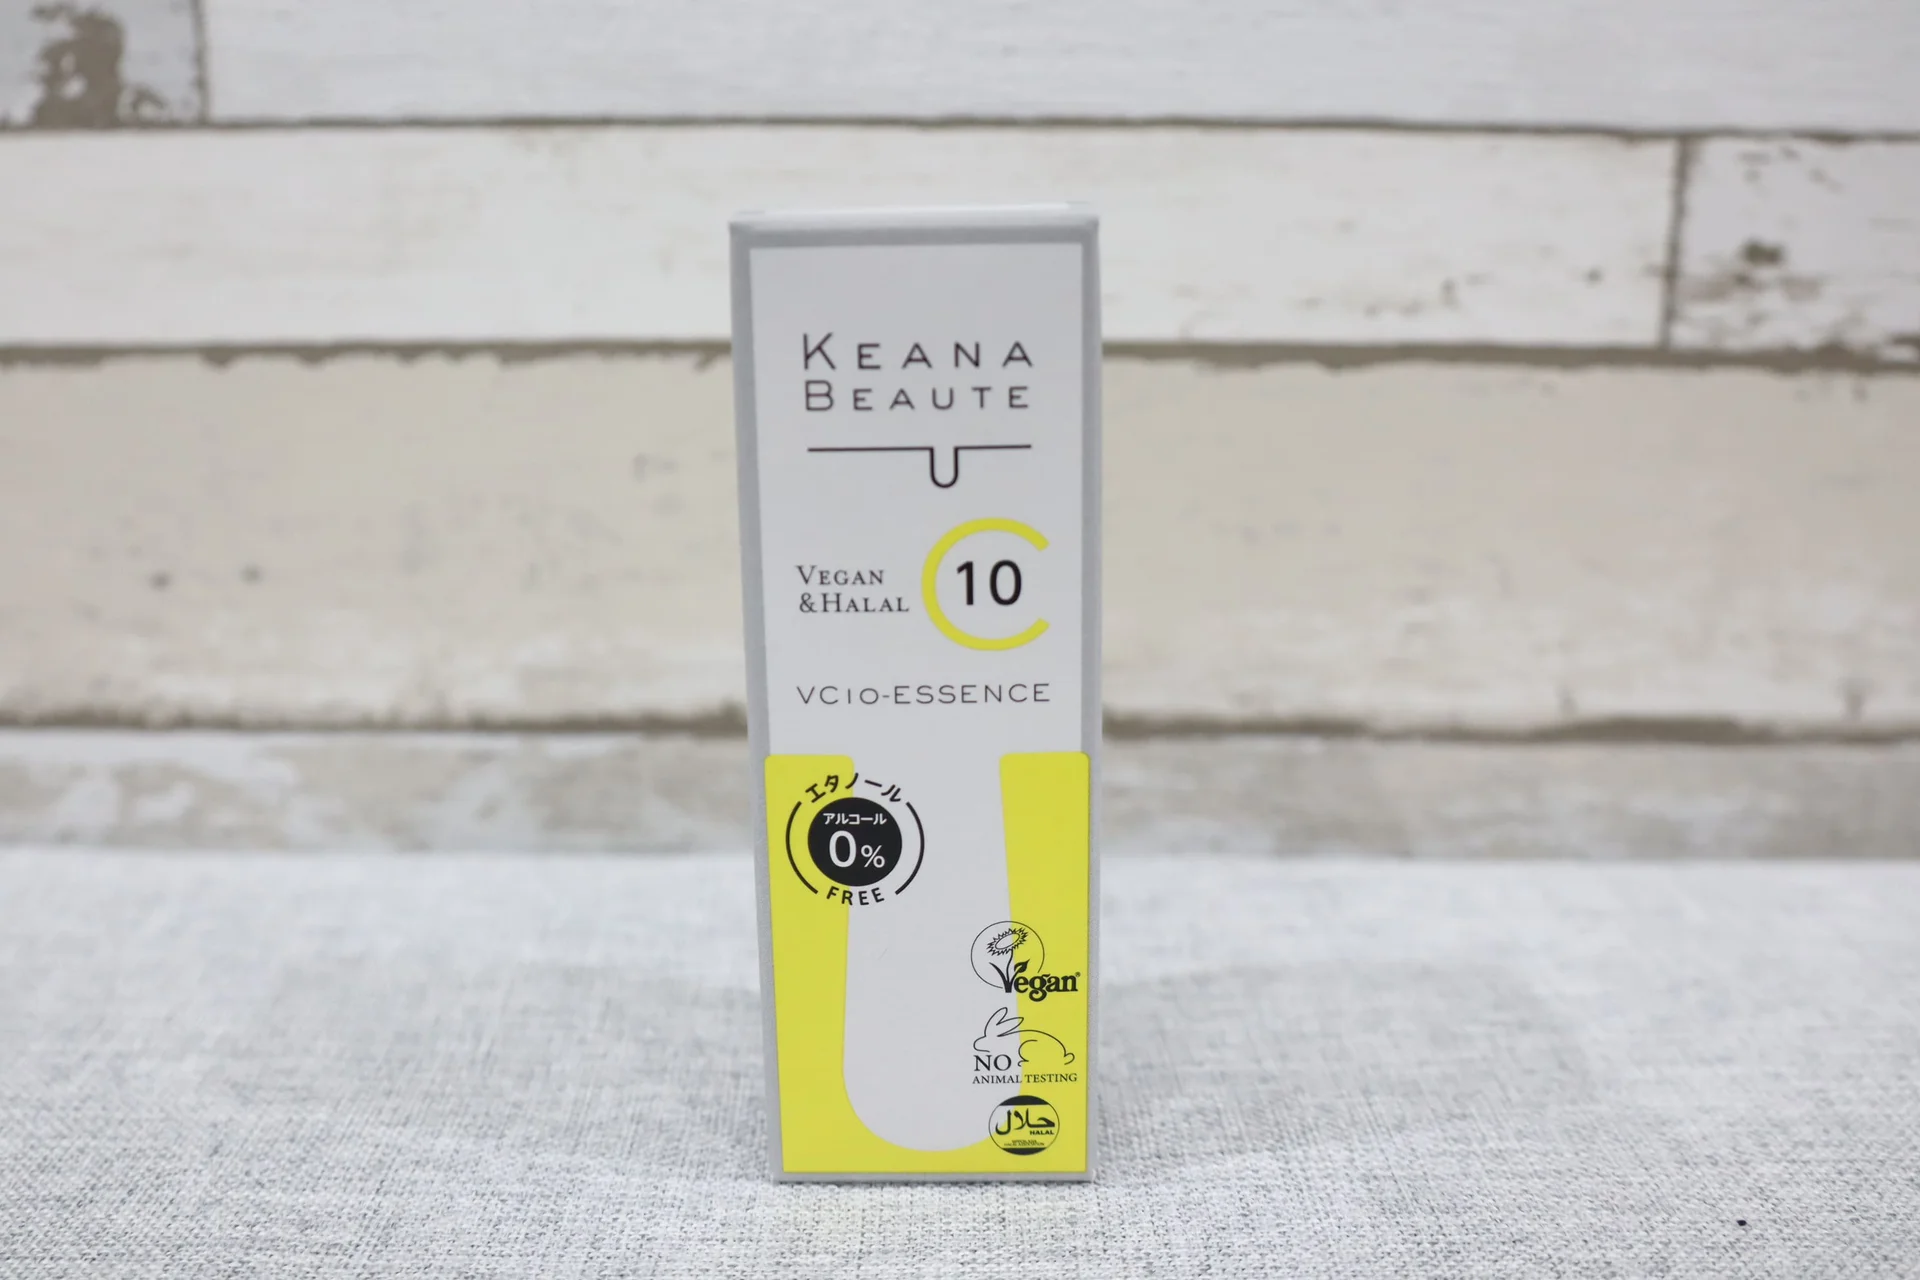 KEANA
BEAUTE
VEGAN
&HALAL
10
VC10-ESSENCE
エタノール
アルコール
0%
FREE
Vegan
NO
ANIMAL TESTING
حلال
HALAL